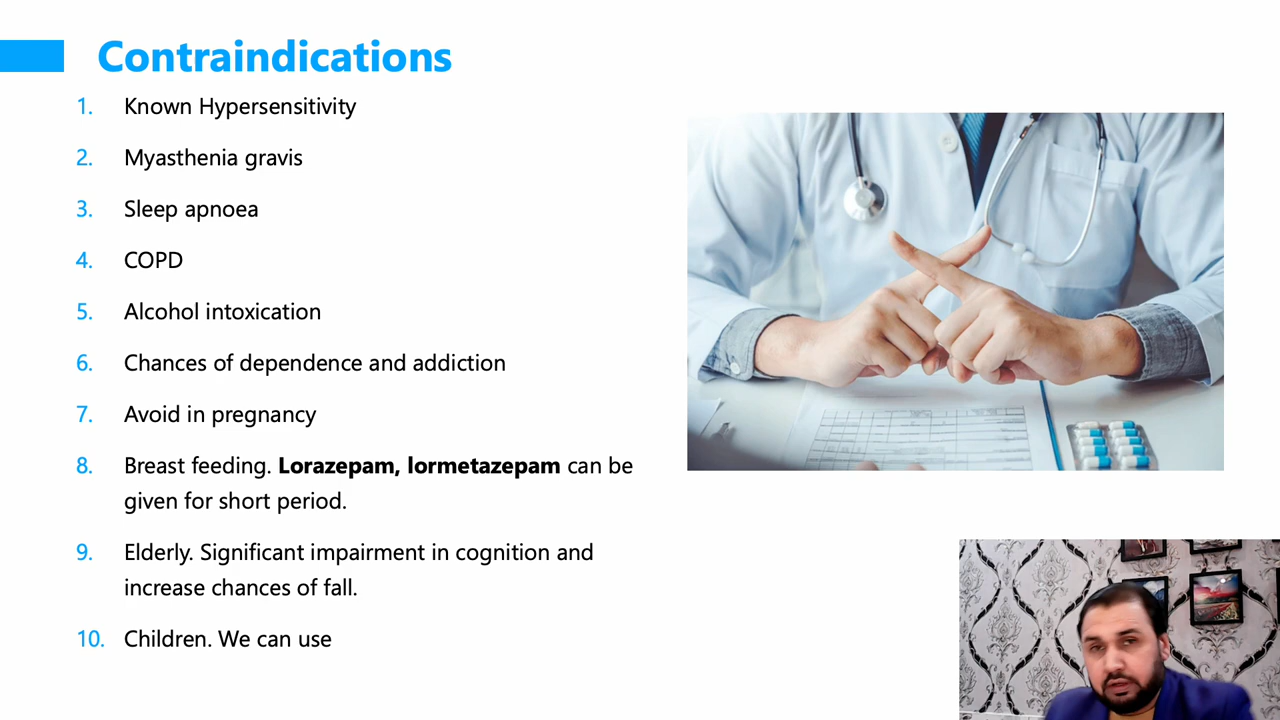 Contraindications
1. Known Hypersensitivity
2. Myasthenia gravis
3. Sleep apnoea
4. COPD
5. Alcohol intoxication
6. Chances of dependence and addiction
7. Avoid in pregnancy
8. Breast feeding. Lorazepam, lormetazepam can be
given for short period.
9. Elderly. Significant impairment in cognition and
increase chances of fall.
10. Children. We can use